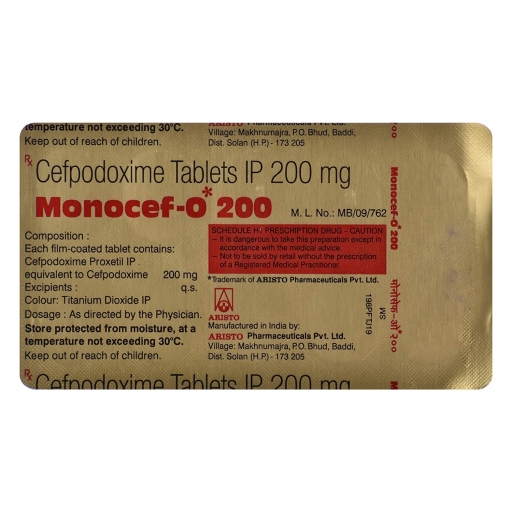 temperature not exceeding 30°C.
Keep out of reach of children.
ARISTO Pharmaceuticals Pvt. Ltd.
Village: Makhnumajra, P.O. Bhud, Baddi,
Dist. Solan (H.P.) - 173 205
Rx
Cefpodoxime Tablets IP 200 mg
Monocef-O* 200
M. L. No.: MB/09/762
Composition :
Each film-coated tablet contains:
Cefpodoxime Proxetil IP
equivalent to Cefpodoxime 200 mg
Excipients : q.s.
Colour: Titanium Dioxide IP
Dosage : As directed by the Physician.
Store protected from moisture, at a
temperature not exceeding 30°C.
Keep out of reach of children.
SCHEDULE H1 PRESCRIPTION DRUG - CAUTION
– It is dangerous to take this preparation except in
accordance with the medical advice.
– Not to be sold by retail without the prescription
of a Registered Medical Practitioner.
*Trademark of ARISTO Pharmaceuticals Pvt. Ltd.
ARISTO
Manufactured in India by:
ARISTO Pharmaceuticals Pvt. Ltd.
Village: Makhnumajra, P.O. Bhud, Baddi,
Dist. Solan (H.P.) - 173 205
196PFTJ19
WS
२००
Monocef-O* 200
मोनोसेफ-ओ* २००
Rx
Cefpodoxime Tablets IP 200 mg